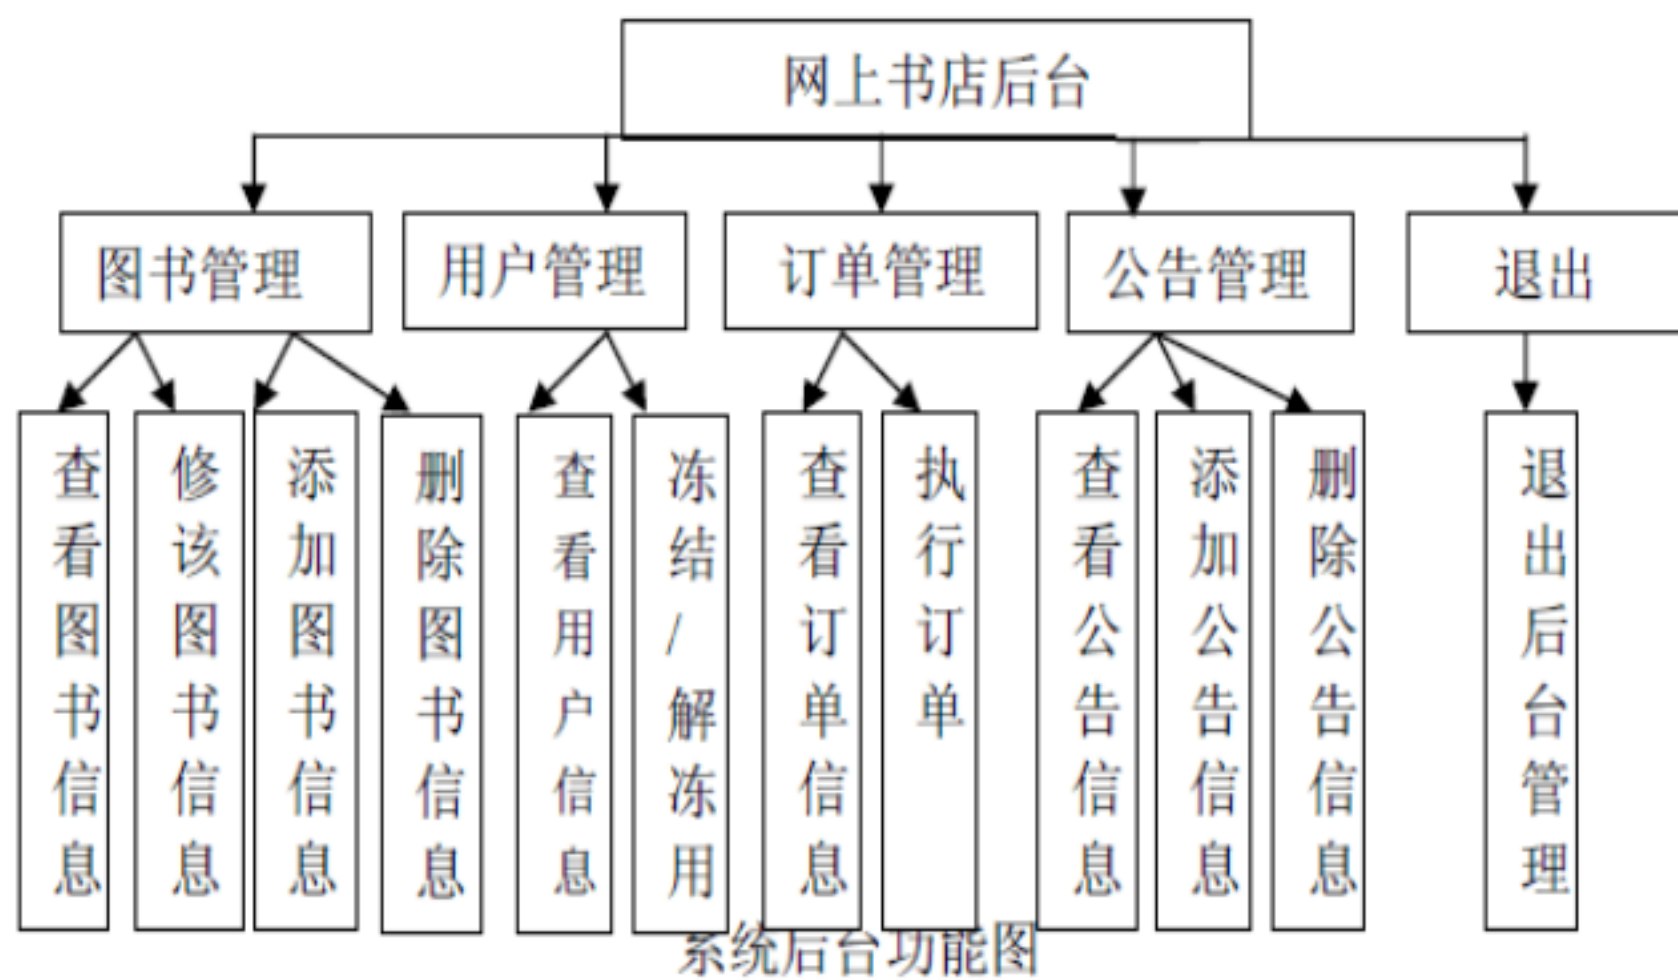 网上书店后台
图书管理
用户管理
订单管理
公告管理
退出
查看图书信息
修该图书信息
添加图书信息
删除图书信息
查看用户信息
冻结/解冻用
查看订单信息
执行订单
查看公告信息
添加公告信息
删除公告信息
退出后台管理
系统后台功能图